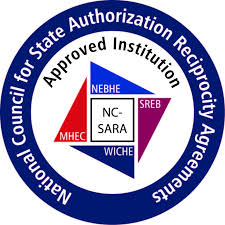 National Council for State Authorization Reciprocity Agreements
Approved Institution
NEBHE
SREB
NC-
SARA
MHEC
WICHE